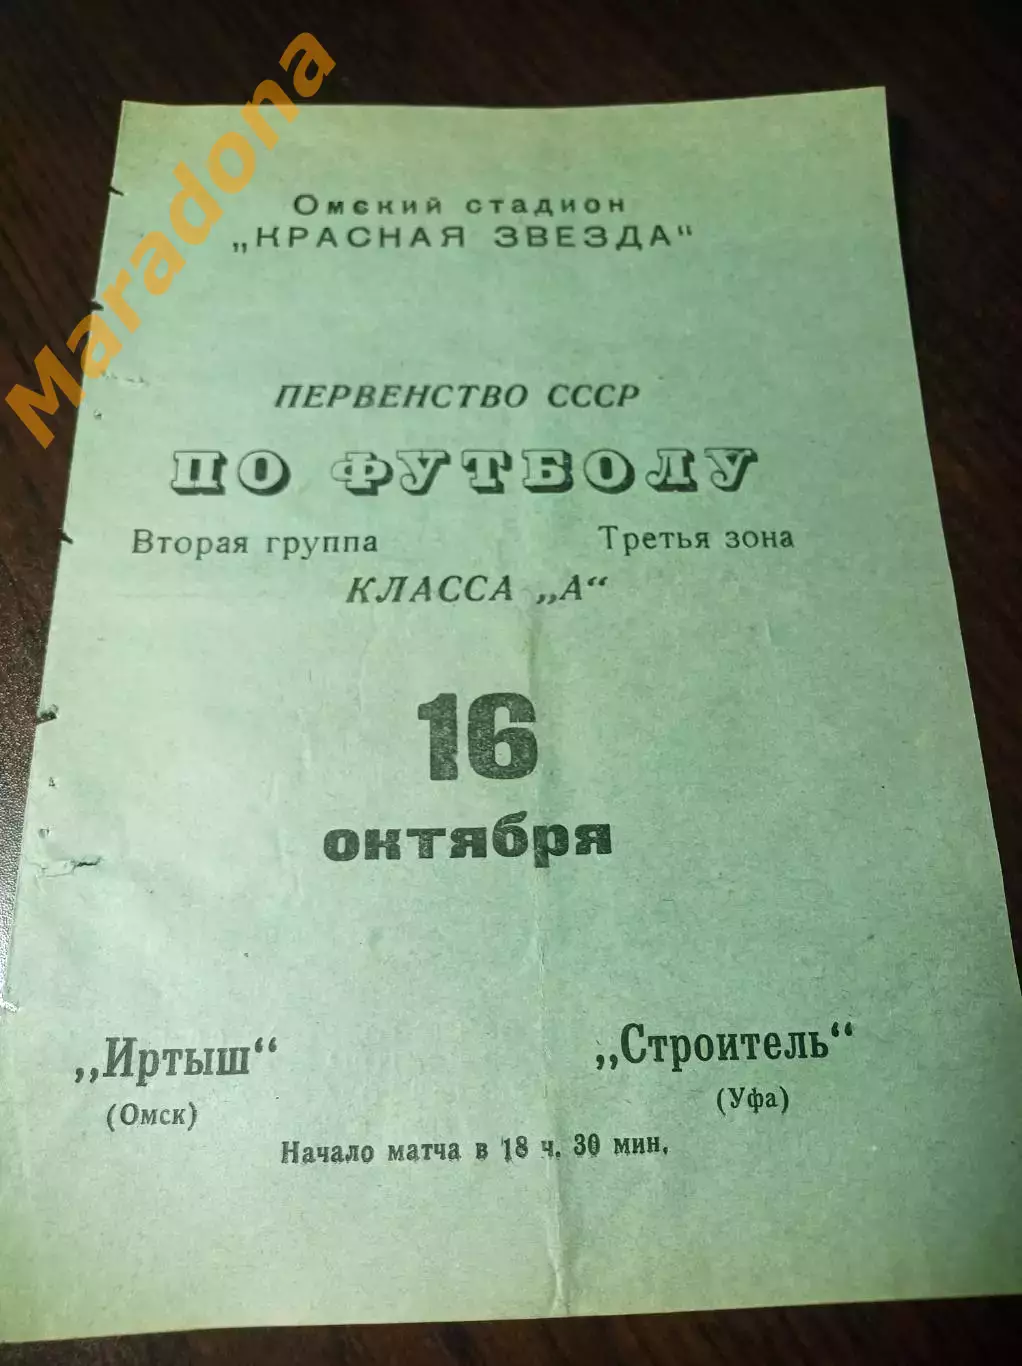 Maradona
Омский стадион
„КРАСНАЯ ЗВЕЗДА"
ПЕРВЕНСТВО СССР
ПО ФУТБОЛУ
Вторая группа Третья зона
КЛАССА „А“
16
октября
„Иртыш“ „Строитель“
(Омск) (Уфа)
Начало матча в 18 ч. 30 мин.